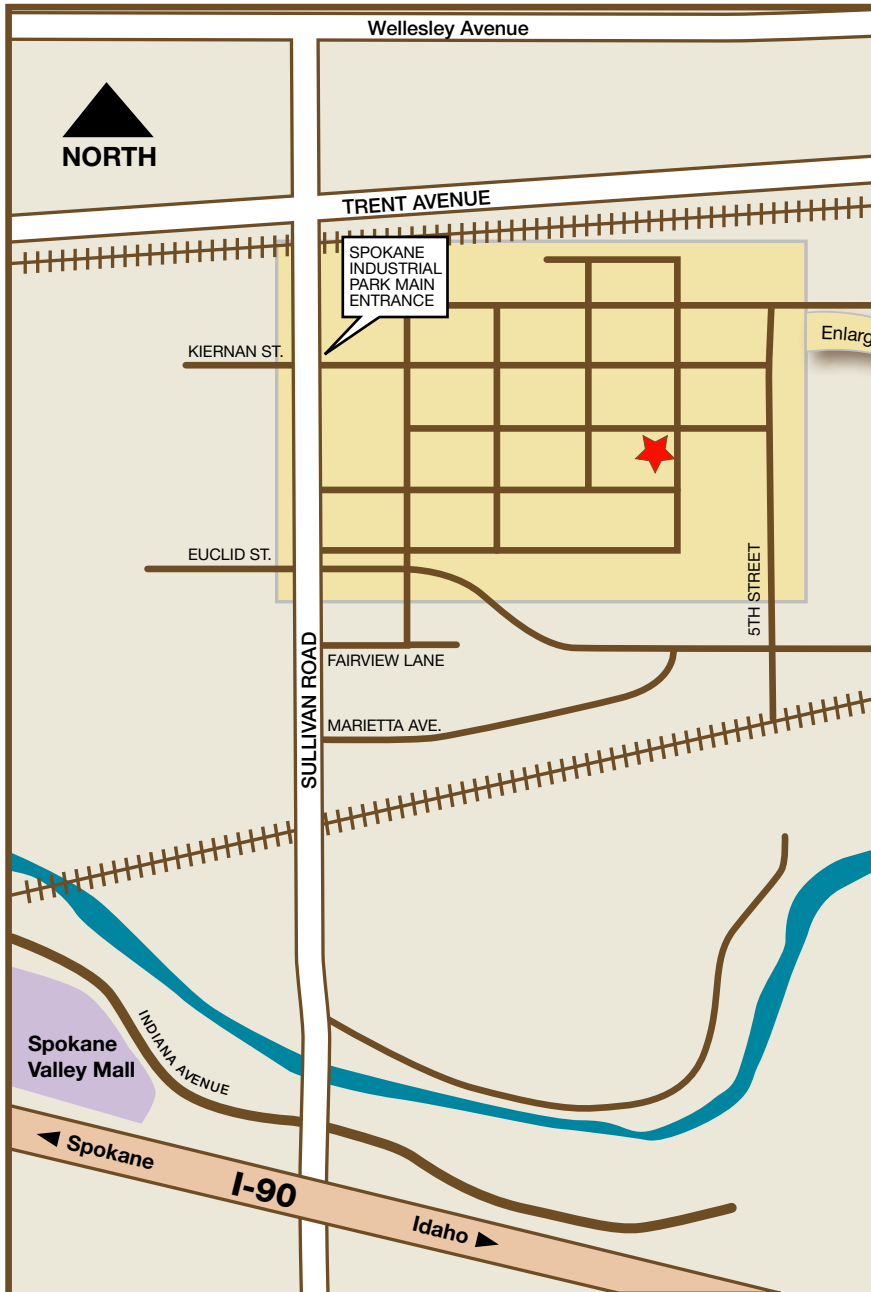 Wellesley Avenue
NORTH
TRENT AVENUE
SPOKANE
INDUSTRIAL
PARK MAIN
ENTRANCE
Enlarg
KIERNAN ST.
EUCLID ST.
5TH STREET
SULLIVAN ROAD
FAIRVIEW LANE
MARIETTA AVE.
INDIANA AVENUE
Spokane
Valley Mall
Spokane
I-90
Idaho